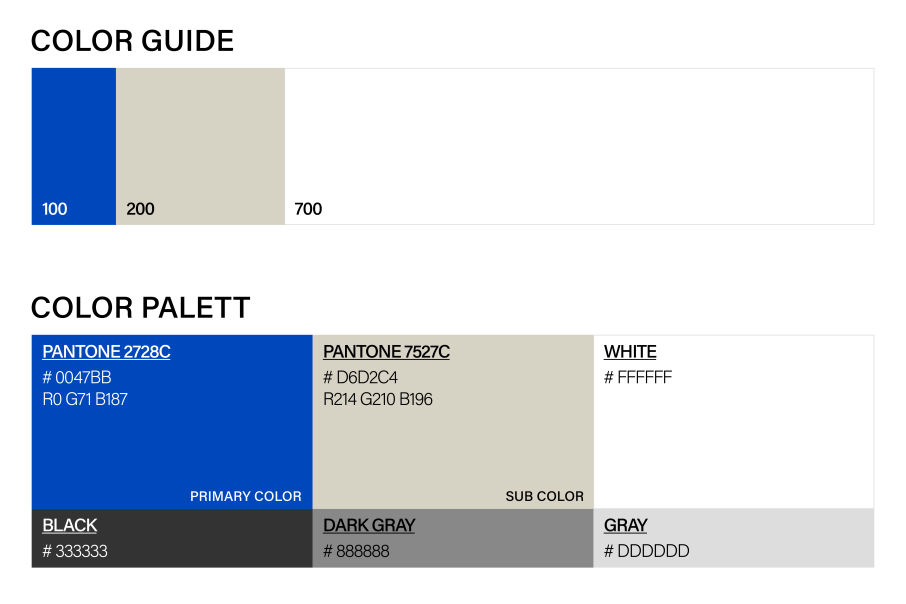 COLOR GUIDE
100
200
700
COLOR PALETT
PANTONE 2728C
# 0047BB
R0 G71 B187
PRIMARY COLOR
PANTONE 7527C
# D6D2C4
R214 G210 B196
SUB COLOR
WHITE
# FFFFFF
BLACK
# 333333
DARK GRAY
# 888888
GRAY
# DDDDDD